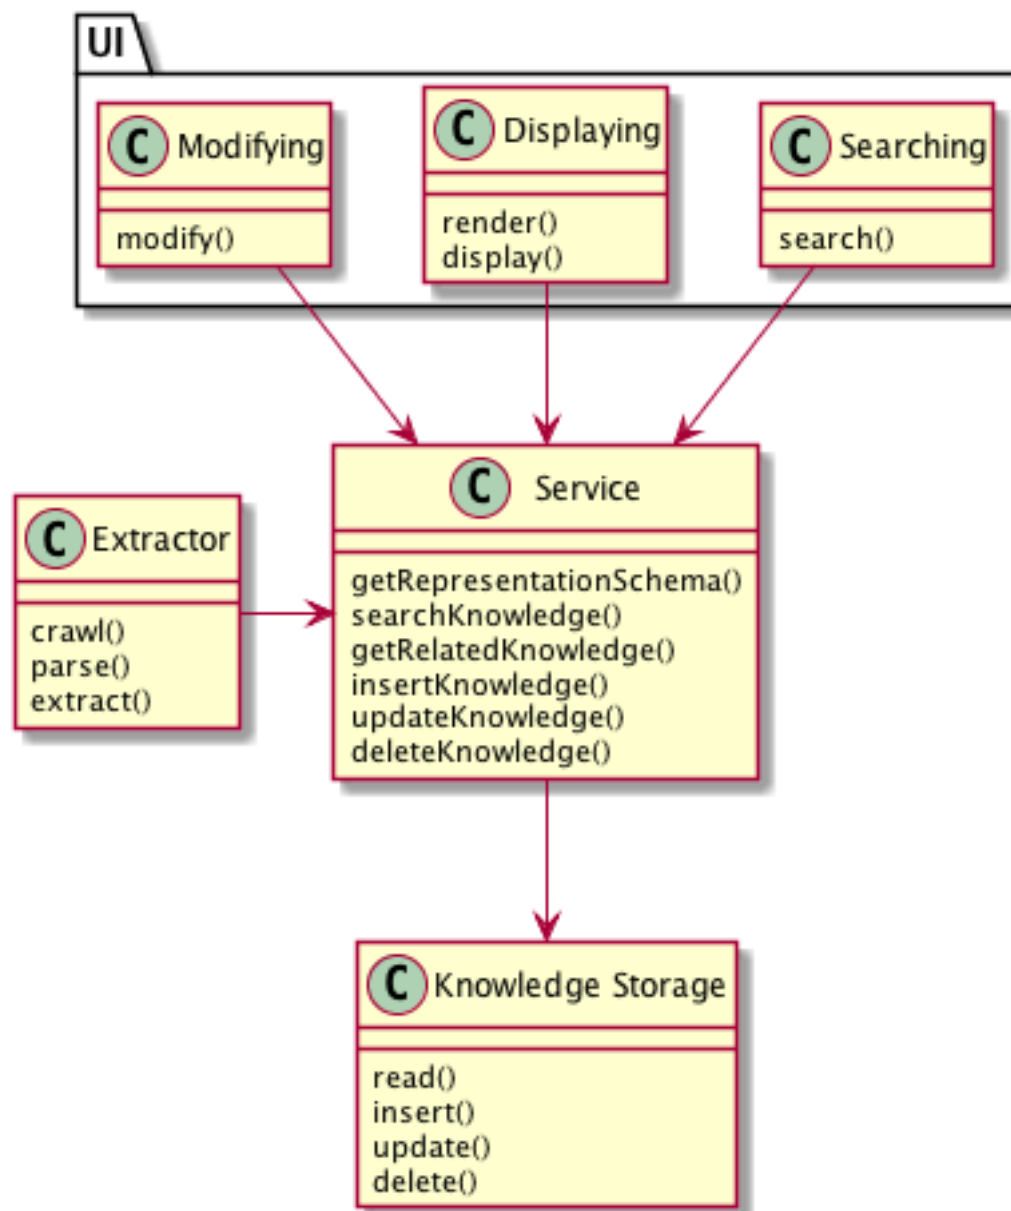 UI
C Modifying
modify()
C Displaying
render()
display()
C Searching
search()
C Service
getRepresentationSchema()
searchKnowledge()
getRelatedKnowledge()
insertKnowledge()
updateKnowledge()
deleteKnowledge()
C Extractor
crawl()
parse()
extract()
C Knowledge Storage
read()
insert()
update()
delete()